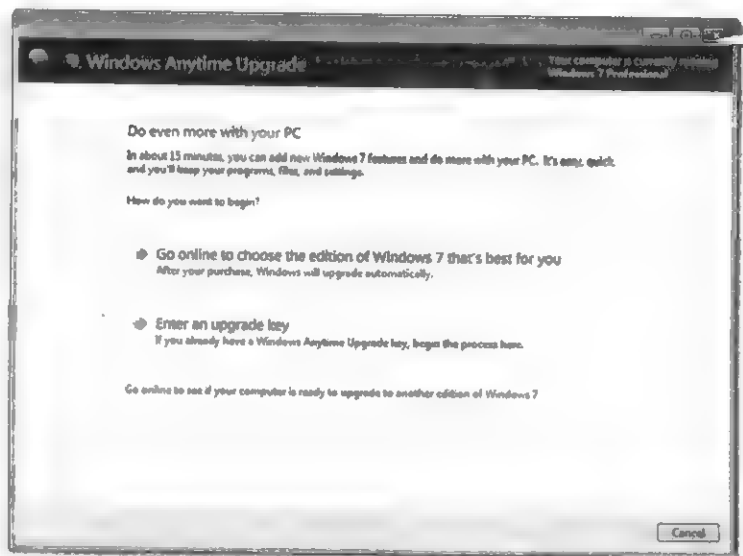 Windows Anytime Upgrade
Your computer is currently running
Windows 7 Professional
Do even more with your PC
In about 15 minutes, you can add new Windows 7 features and do more with your PC. It's easy, quick
and you'll keep your programs, files, and settings.
How do you want to begin?
Go online to choose the edition of Windows 7 that's best for you
After your purchase, Windows will upgrade automatically.
Enter an upgrade key
If you already have a Windows Anytime Upgrade key, begin the process here.
Go online to see if your computer is ready to upgrade to another edition of Windows 7
Cancel